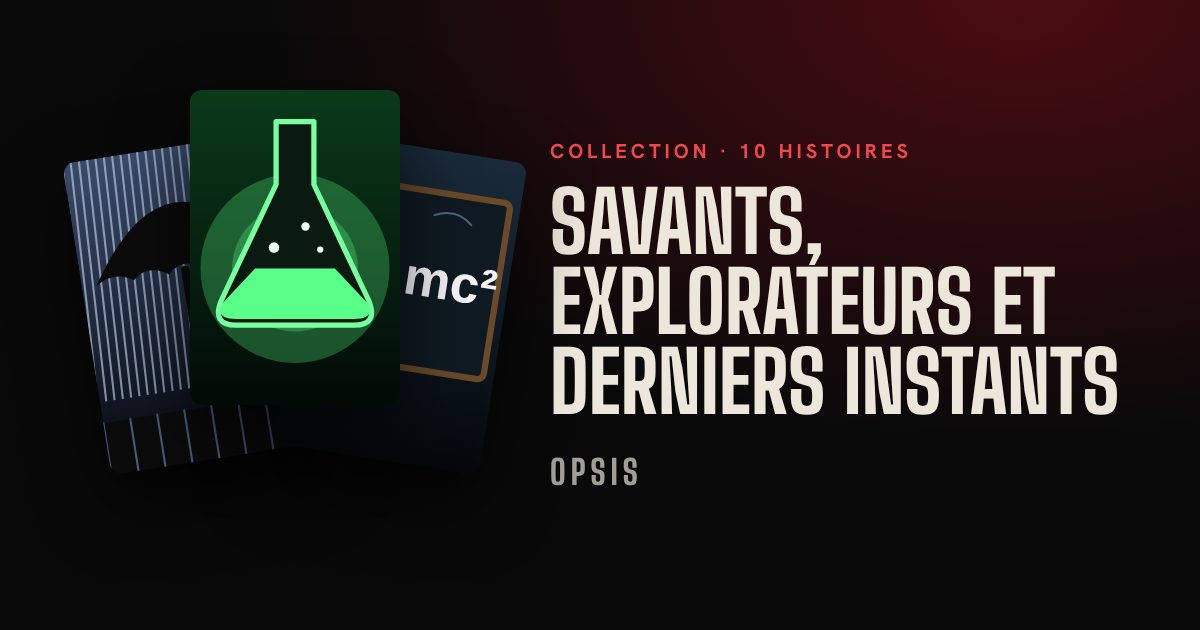 mc²
COLLECTION · 10 HISTOIRES
SAVANTS,
EXPLORATEURS ET
DERNIERS INSTANTS
OPSIS